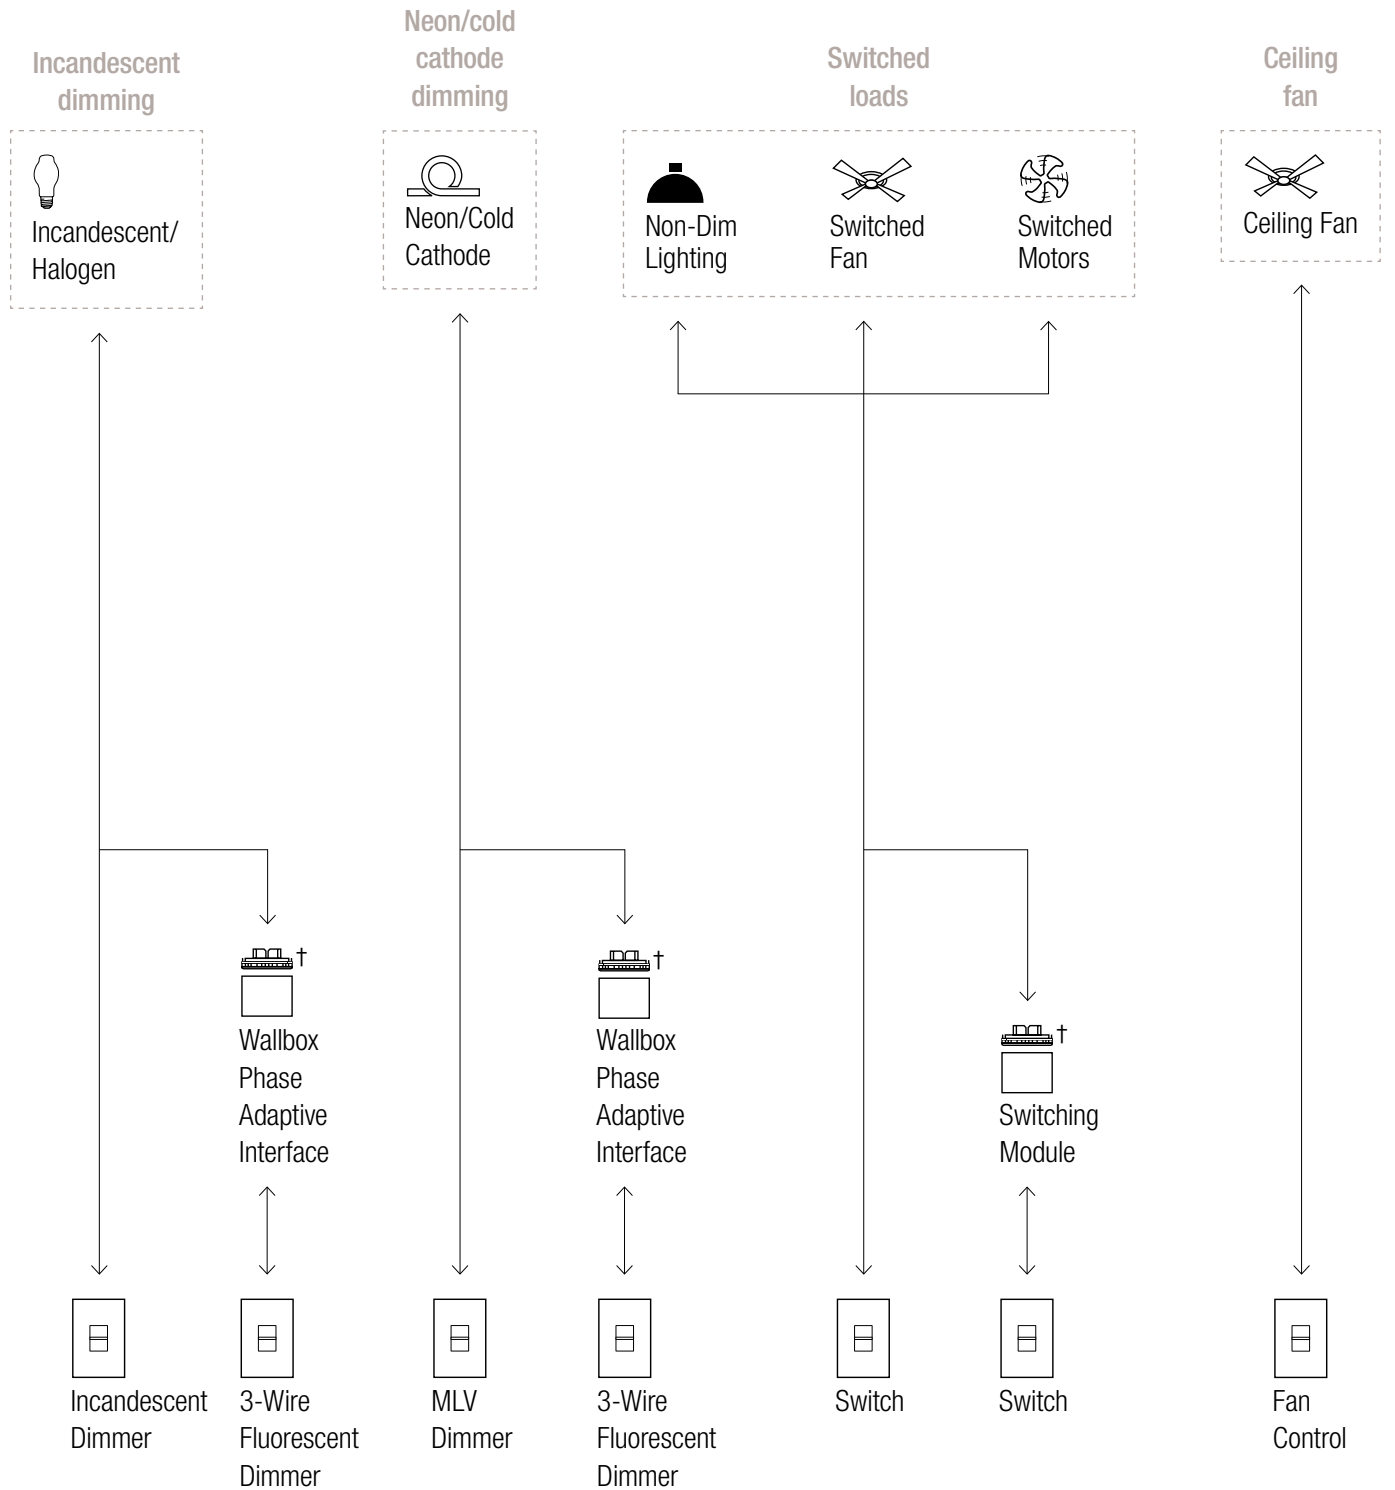 Incandescent
dimming
Neon/cold
cathode
dimming
Switched
loads
Ceiling
fan
Incandescent/
Halogen
Neon/Cold
Cathode
Non-Dim
Lighting
Switched
Fan
Switched
Motors
Ceiling Fan
†
Wallbox
Phase
Adaptive
Interface
†
Wallbox
Phase
Adaptive
Interface
†
Switching
Module
Incandescent
Dimmer
3-Wire
Fluorescent
Dimmer
MLV
Dimmer
3-Wire
Fluorescent
Dimmer
Switch
Switch
Fan
Control